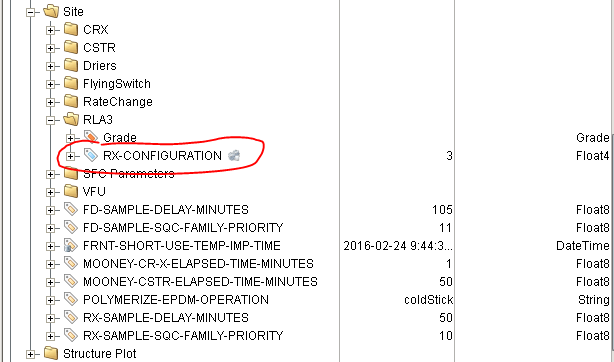 Site
CRX
CSTR
Driers
FlyingSwitch
RateChange
RLA3
Grade Grade
RX-CONFIGURATION 3 Float4
SFC Parameters
VFU
FD-SAMPLE-DELAY-MINUTES 105 Float8
FD-SAMPLE-SQC-FAMILY-PRIORITY 11 Float8
FRNT-SHORT-USE-TEMP-IMP-TIME 2016-02-24 9:44:3... DateTime
MOONEY-CR-X-ELAPSED-TIME-MINUTES 1 Float8
MOONEY-CSTR-ELAPSED-TIME-MINUTES 50 Float8
POLYMERIZE-EPDM-OPERATION coldStick String
RX-SAMPLE-DELAY-MINUTES 50 Float8
RX-SAMPLE-SQC-FAMILY-PRIORITY 10 Float8
Structure Plot